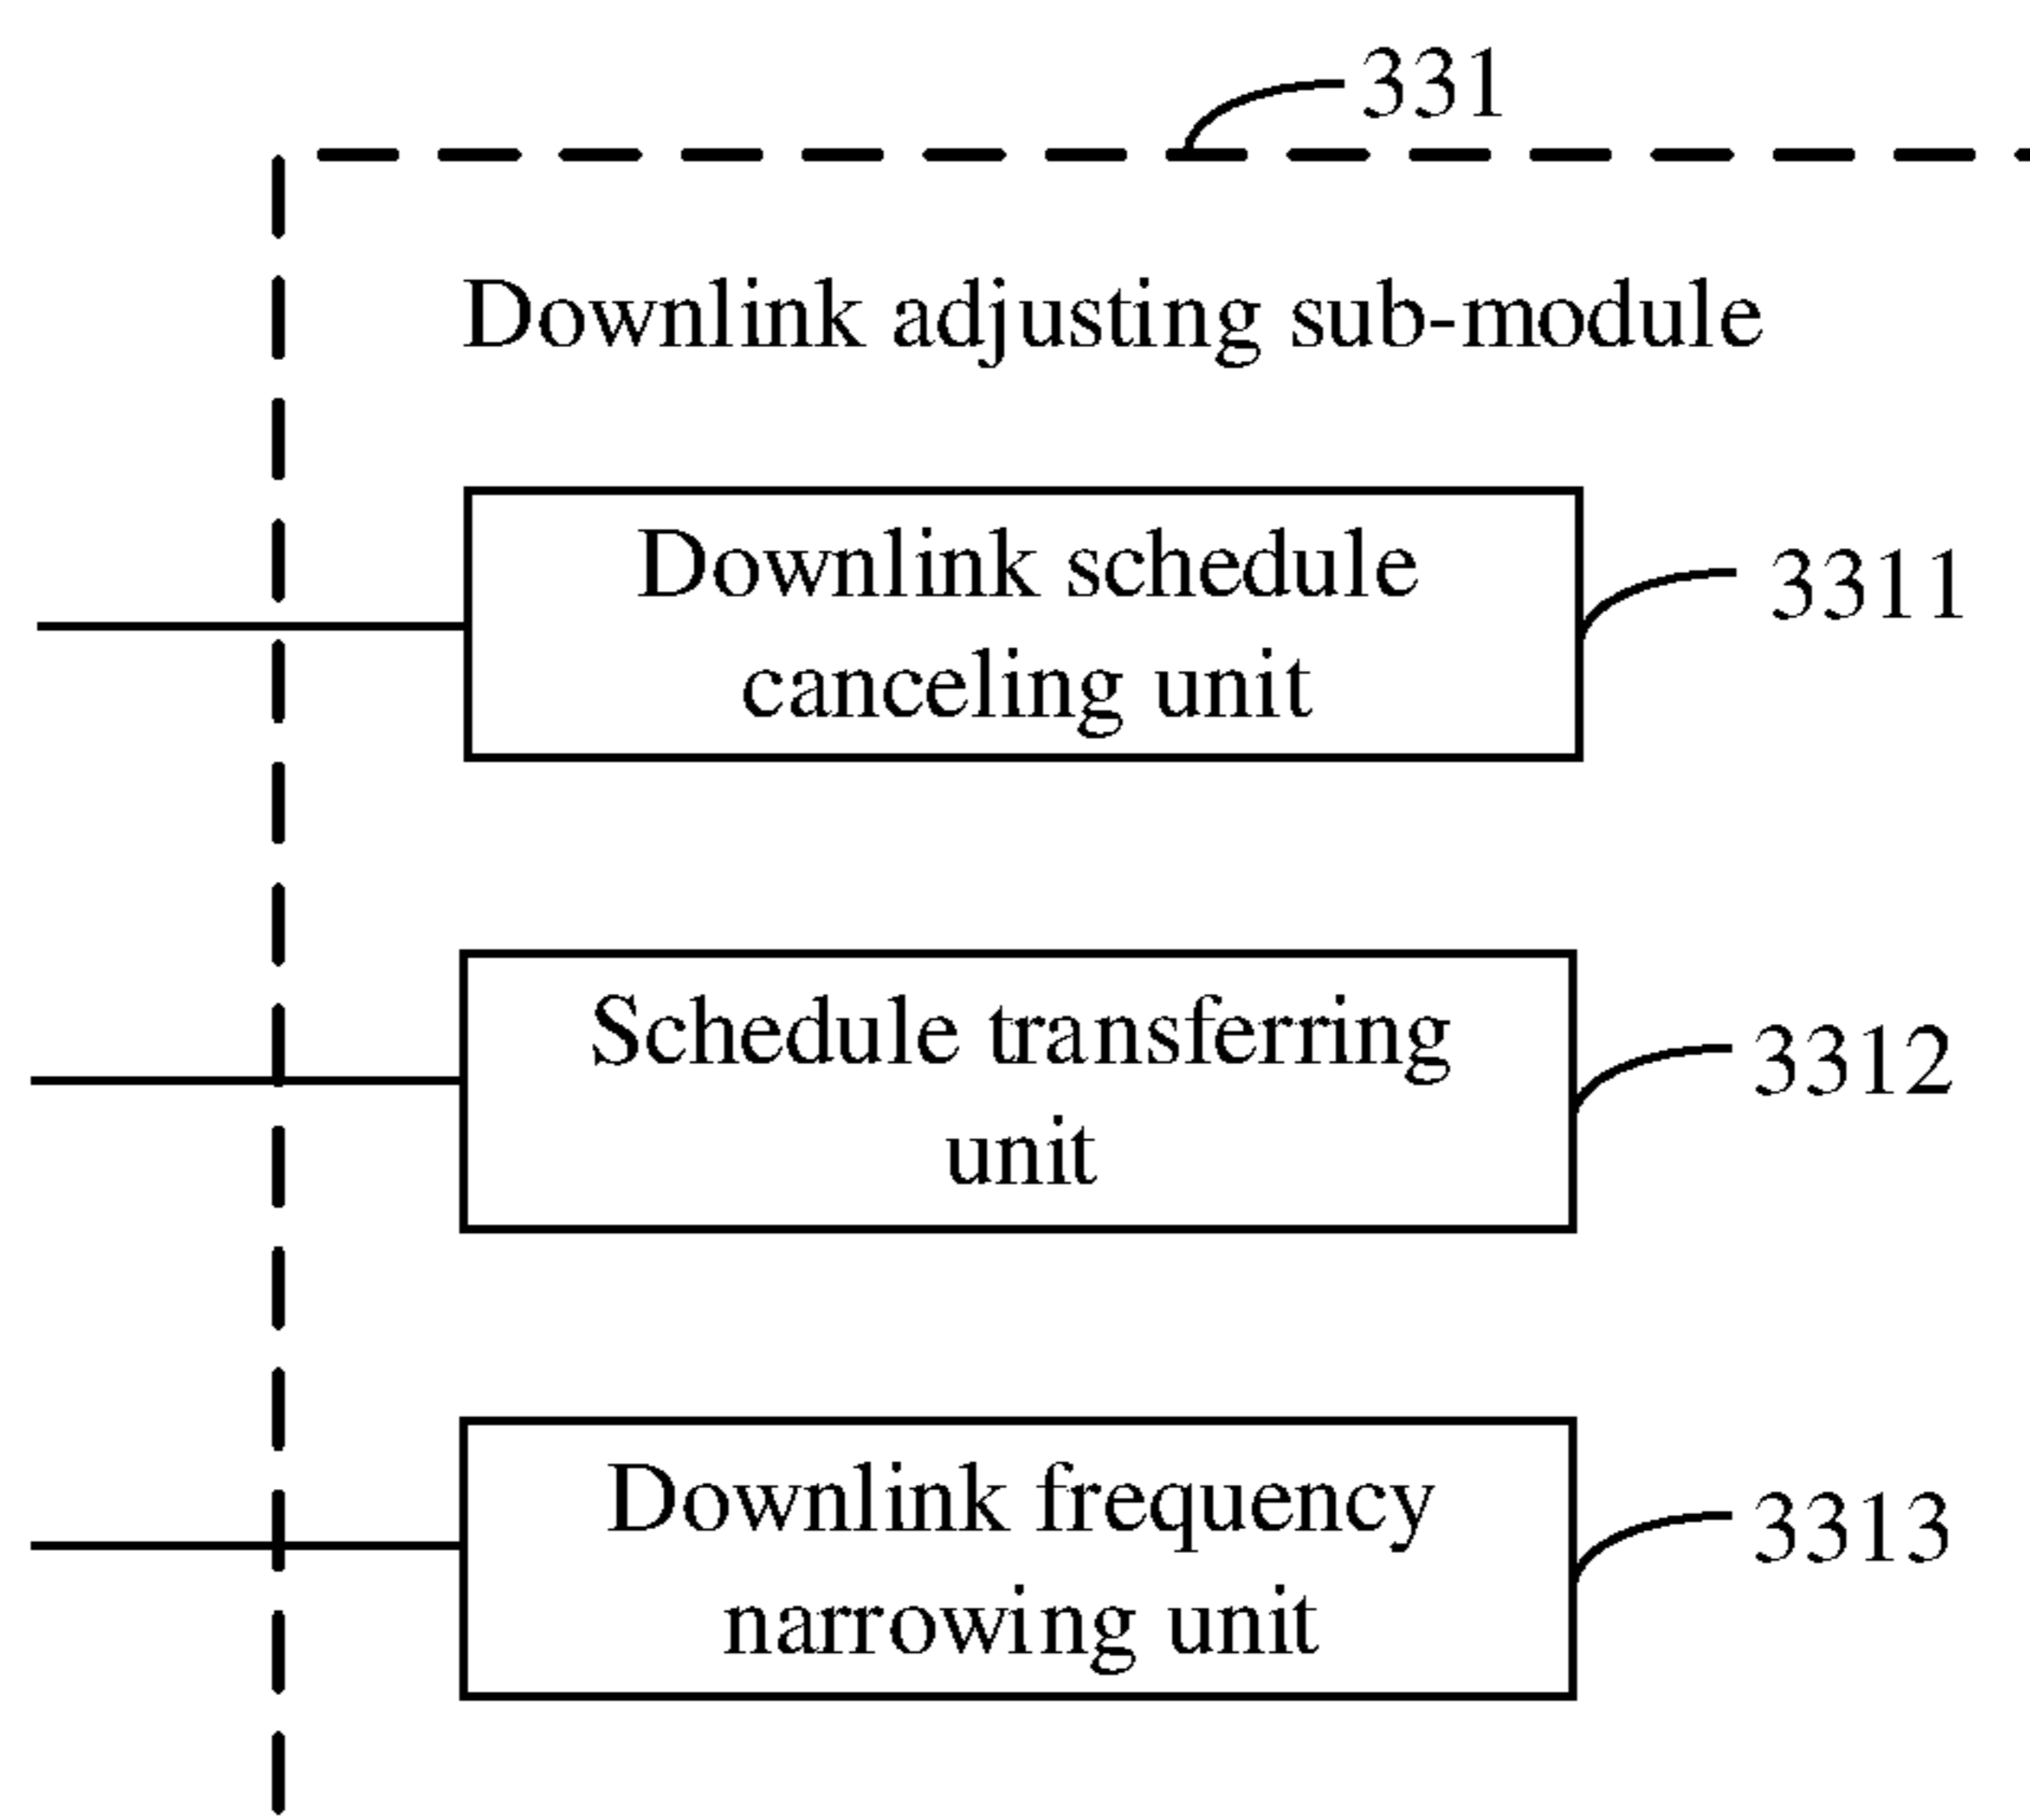 331
Downlink adjusting sub-module
Downlink schedule
canceling unit
3311
Schedule transferring
unit
3312
Downlink frequency
narrowing unit
3313